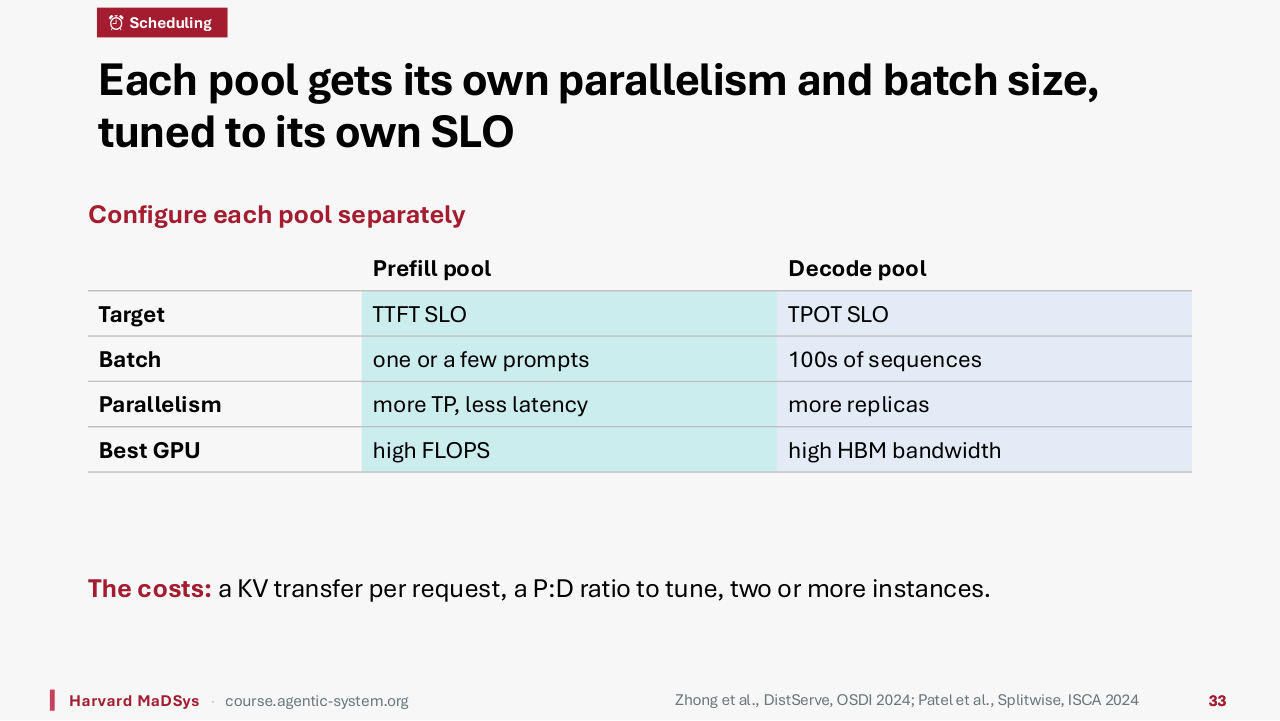 Scheduling
Each pool gets its own parallelism and batch size,
tuned to its own SLO
Configure each pool separately
Prefill pool Decode pool
Target TTFT SLO TPOT SLO
Batch one or a few prompts 100s of sequences
Parallelism more TP, less latency more replicas
Best GPU high FLOPS high HBM bandwidth
The costs: a KV transfer per request, a P:D ratio to tune, two or more instances.
Harvard MaDSys · course.agentic-system.org Zhong et al., DistServe, OSDI 2024; Patel et al., Splitwise, ISCA 2024 33